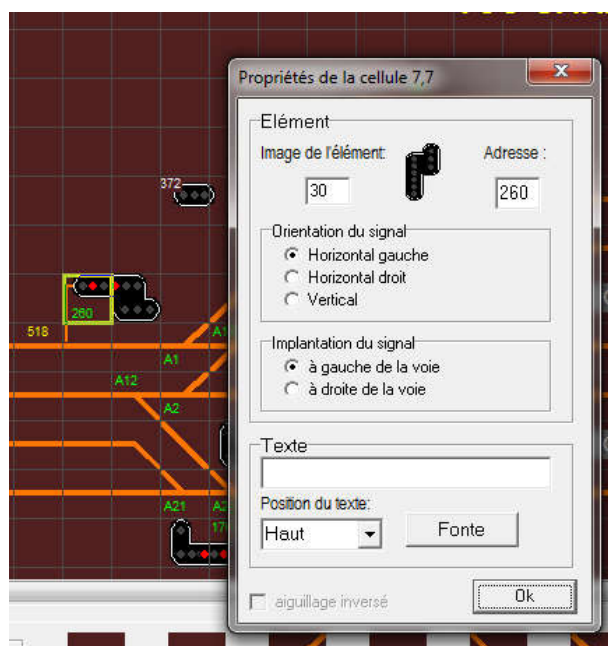 Propriétés de la cellule 7,7
Elément
Image de l'élément:
Adresse :
30
260
Orientation du signal
Horizontal gauche
Horizontal droit
Vertical
Implantation du signal
à gauche de la voie
à droite de la voie
Texte
Position du texte:
Haut
Fonte
aiguillage inversé
Ok
372
260
518
A1
A12
A2
A21